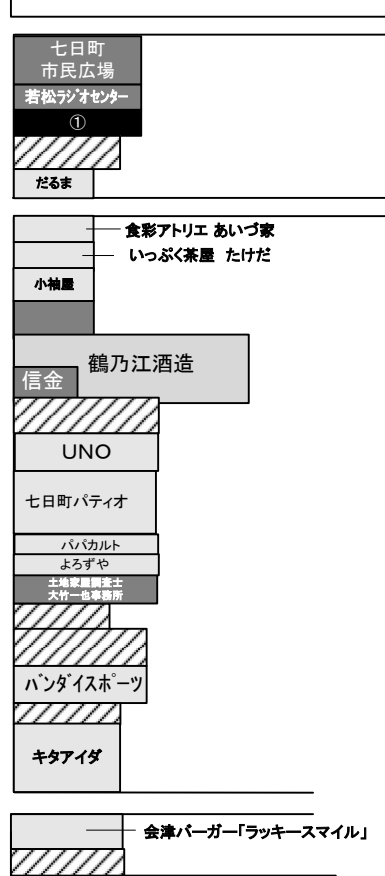 七日町
市民広場
若松ラジオセンター
①
だるま
食彩アトリエ あいづ家
いっぷく茶屋 たけだ
小袖屋
鶴乃江酒造
信金
UNO
七日町パティオ
パパカルト
よろずや
土地家屋調査士
大竹一也事務所
バンダイスポーツ
キタアイダ
会津バーガー「ラッキースマイル」